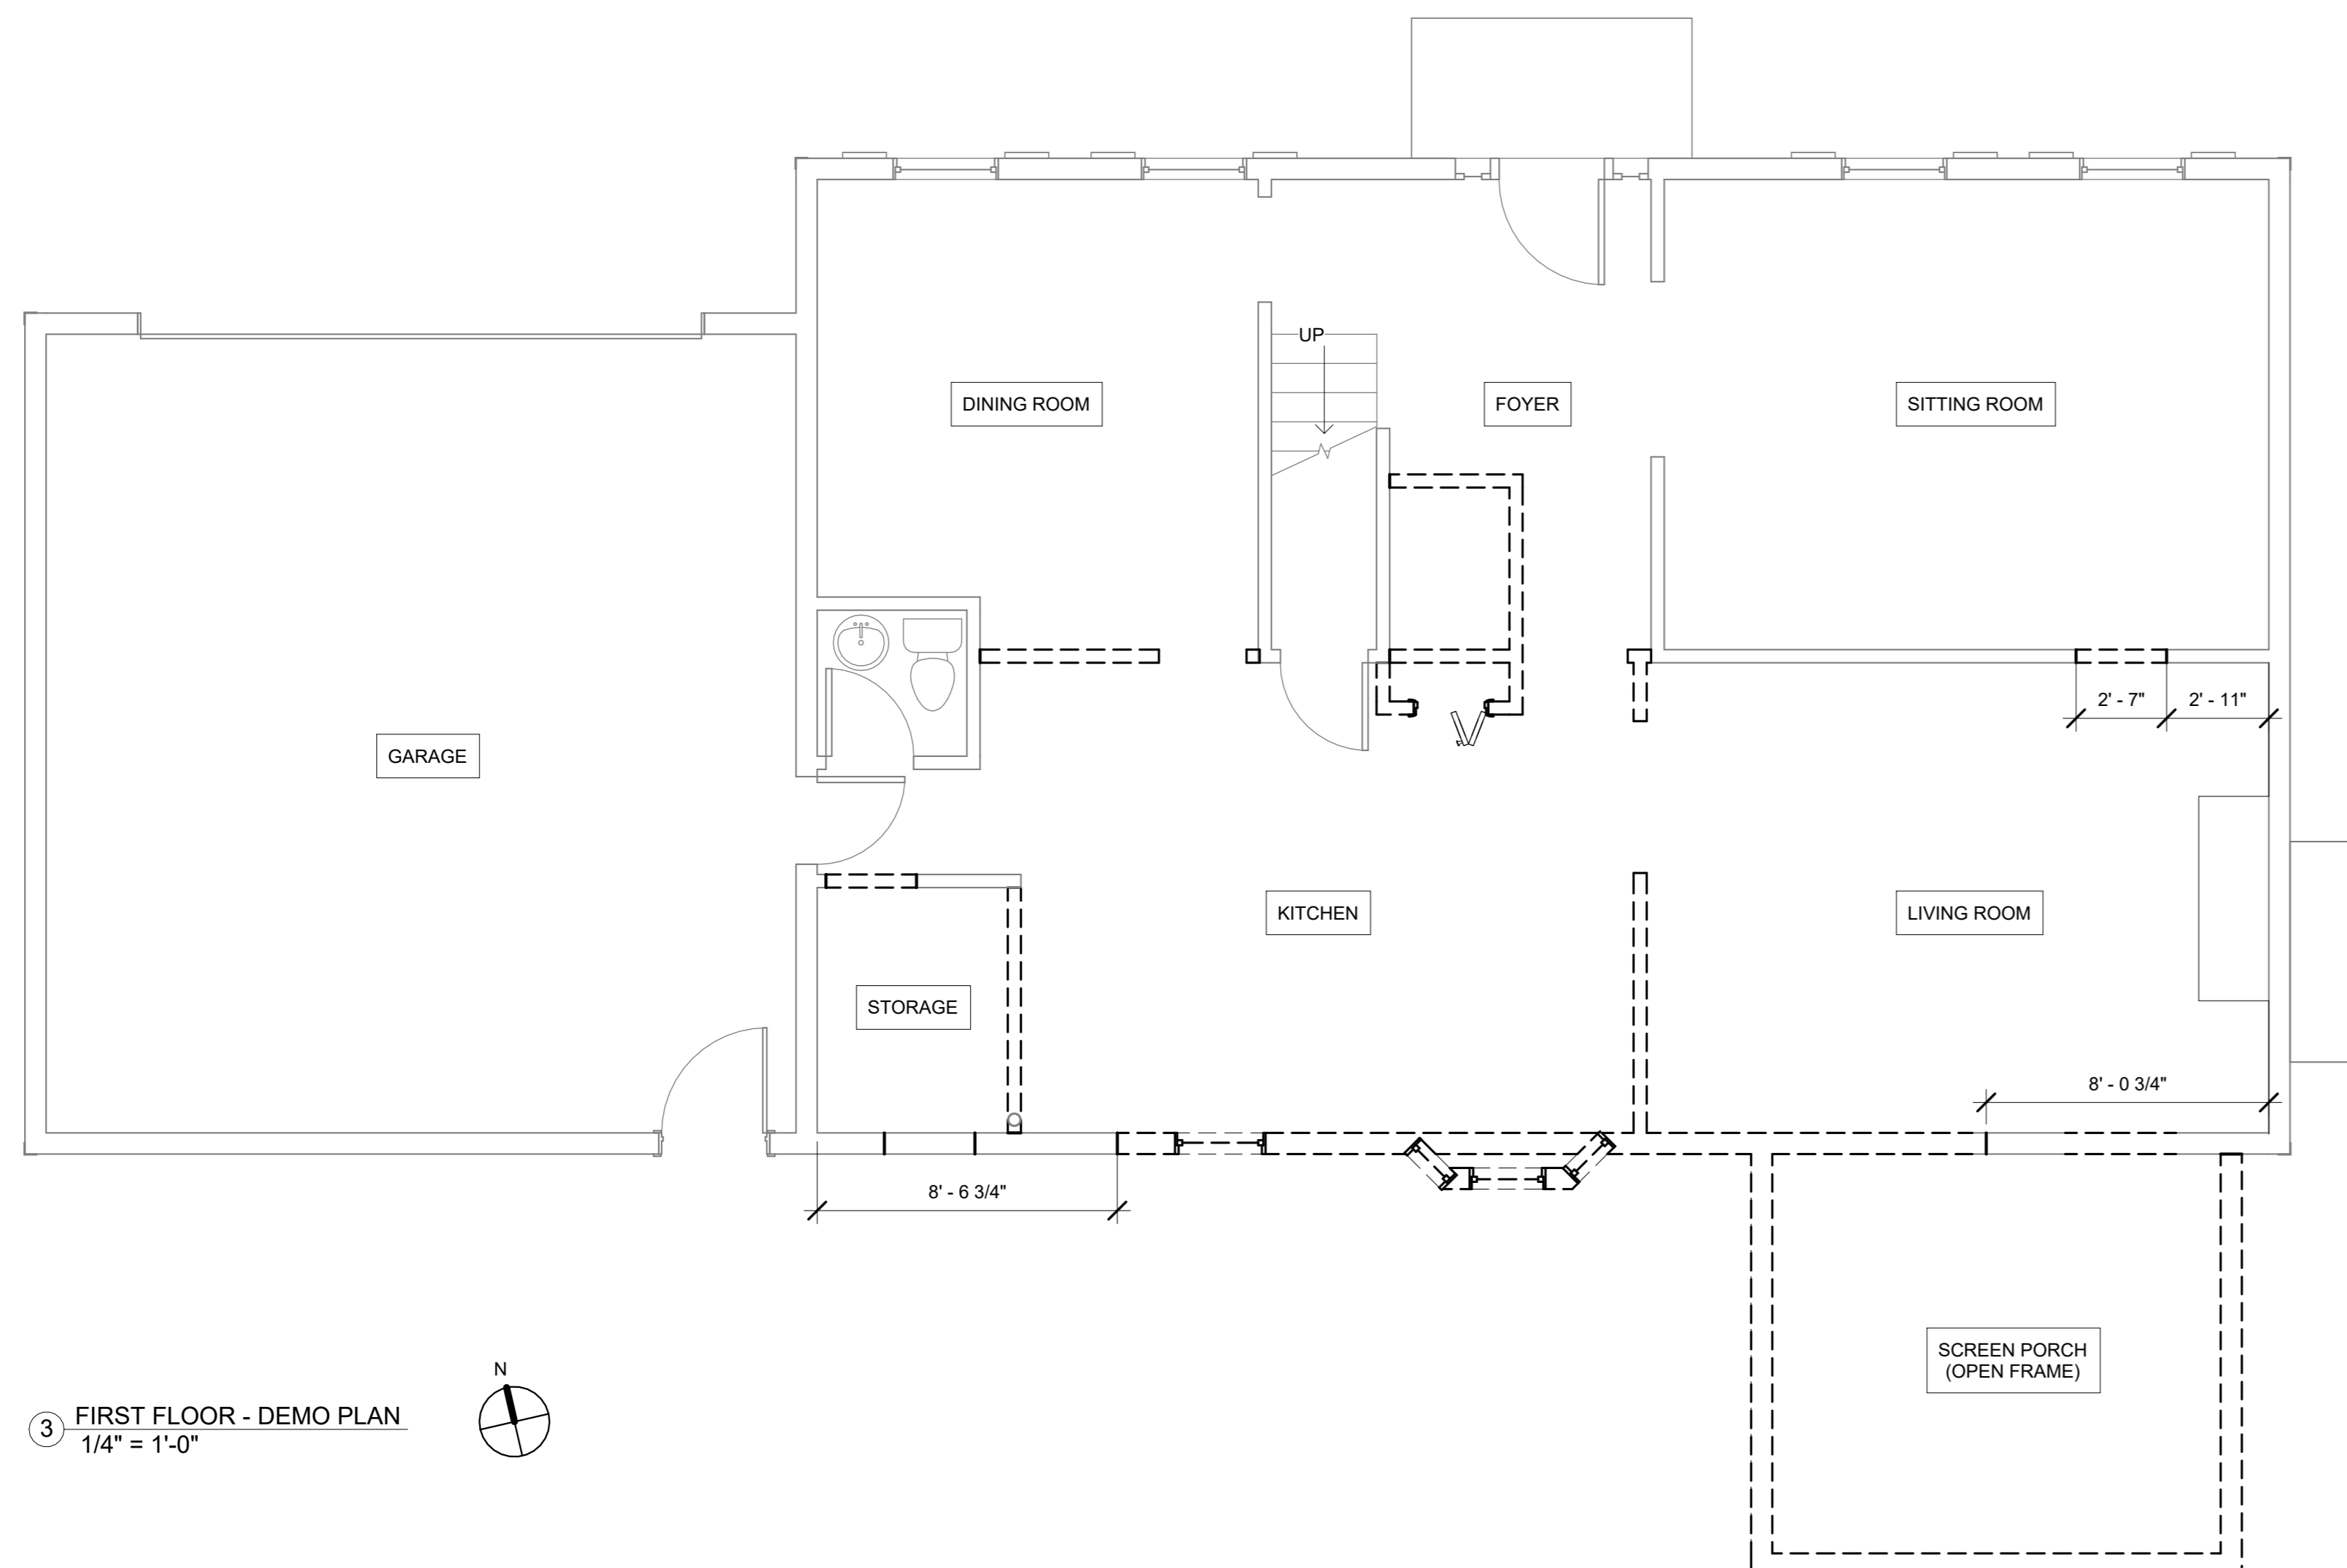 UP
DINING ROOM
FOYER
SITTING ROOM
2' - 7"
2' - 11"
GARAGE
KITCHEN
LIVING ROOM
STORAGE
8' - 0 3/4"
8' - 6 3/4"
SCREEN PORCH
(OPEN FRAME)
N
3 FIRST FLOOR - DEMO PLAN
1/4" = 1'-0"